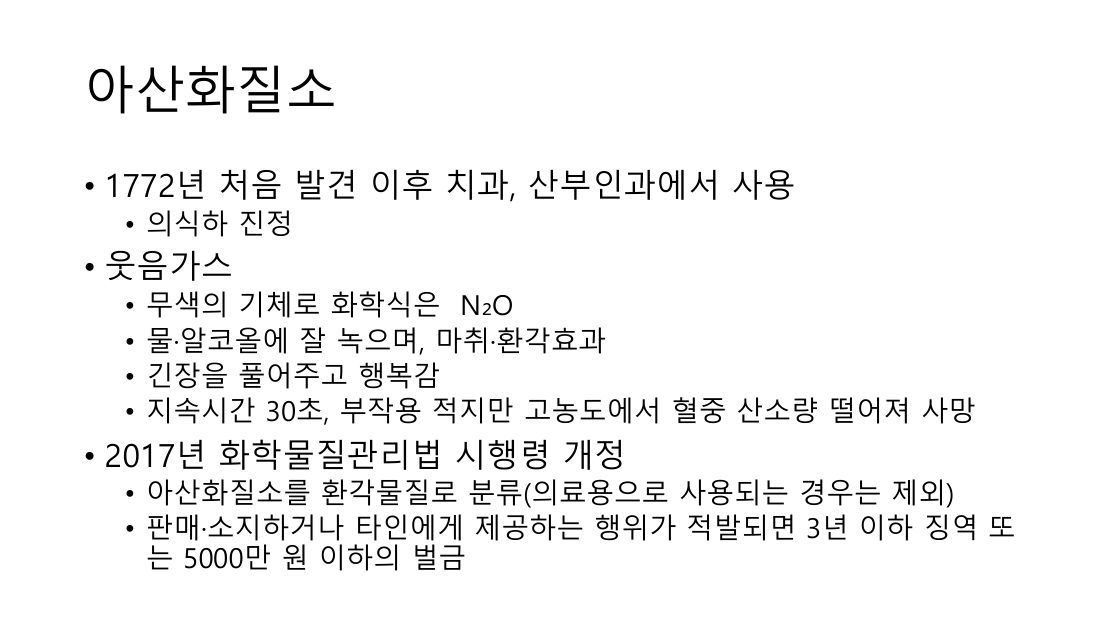 아산화질소
• 1772년 처음 발견 이후 치과, 산부인과에서 사용
• 의식하 진정
• 웃음가스
• 무색의 기체로 화학식은 N₂O
• 물·알코올에 잘 녹으며, 마취·환각효과
• 긴장을 풀어주고 행복감
• 지속시간 30초, 부작용 적지만 고농도에서 혈중 산소량 떨어져 사망
• 2017년 화학물질관리법 시행령 개정
• 아산화질소를 환각물질로 분류(의료용으로 사용되는 경우는 제외)
• 판매·소지하거나 타인에게 제공하는 행위가 적발되면 3년 이하 징역 또
는 5000만 원 이하의 벌금